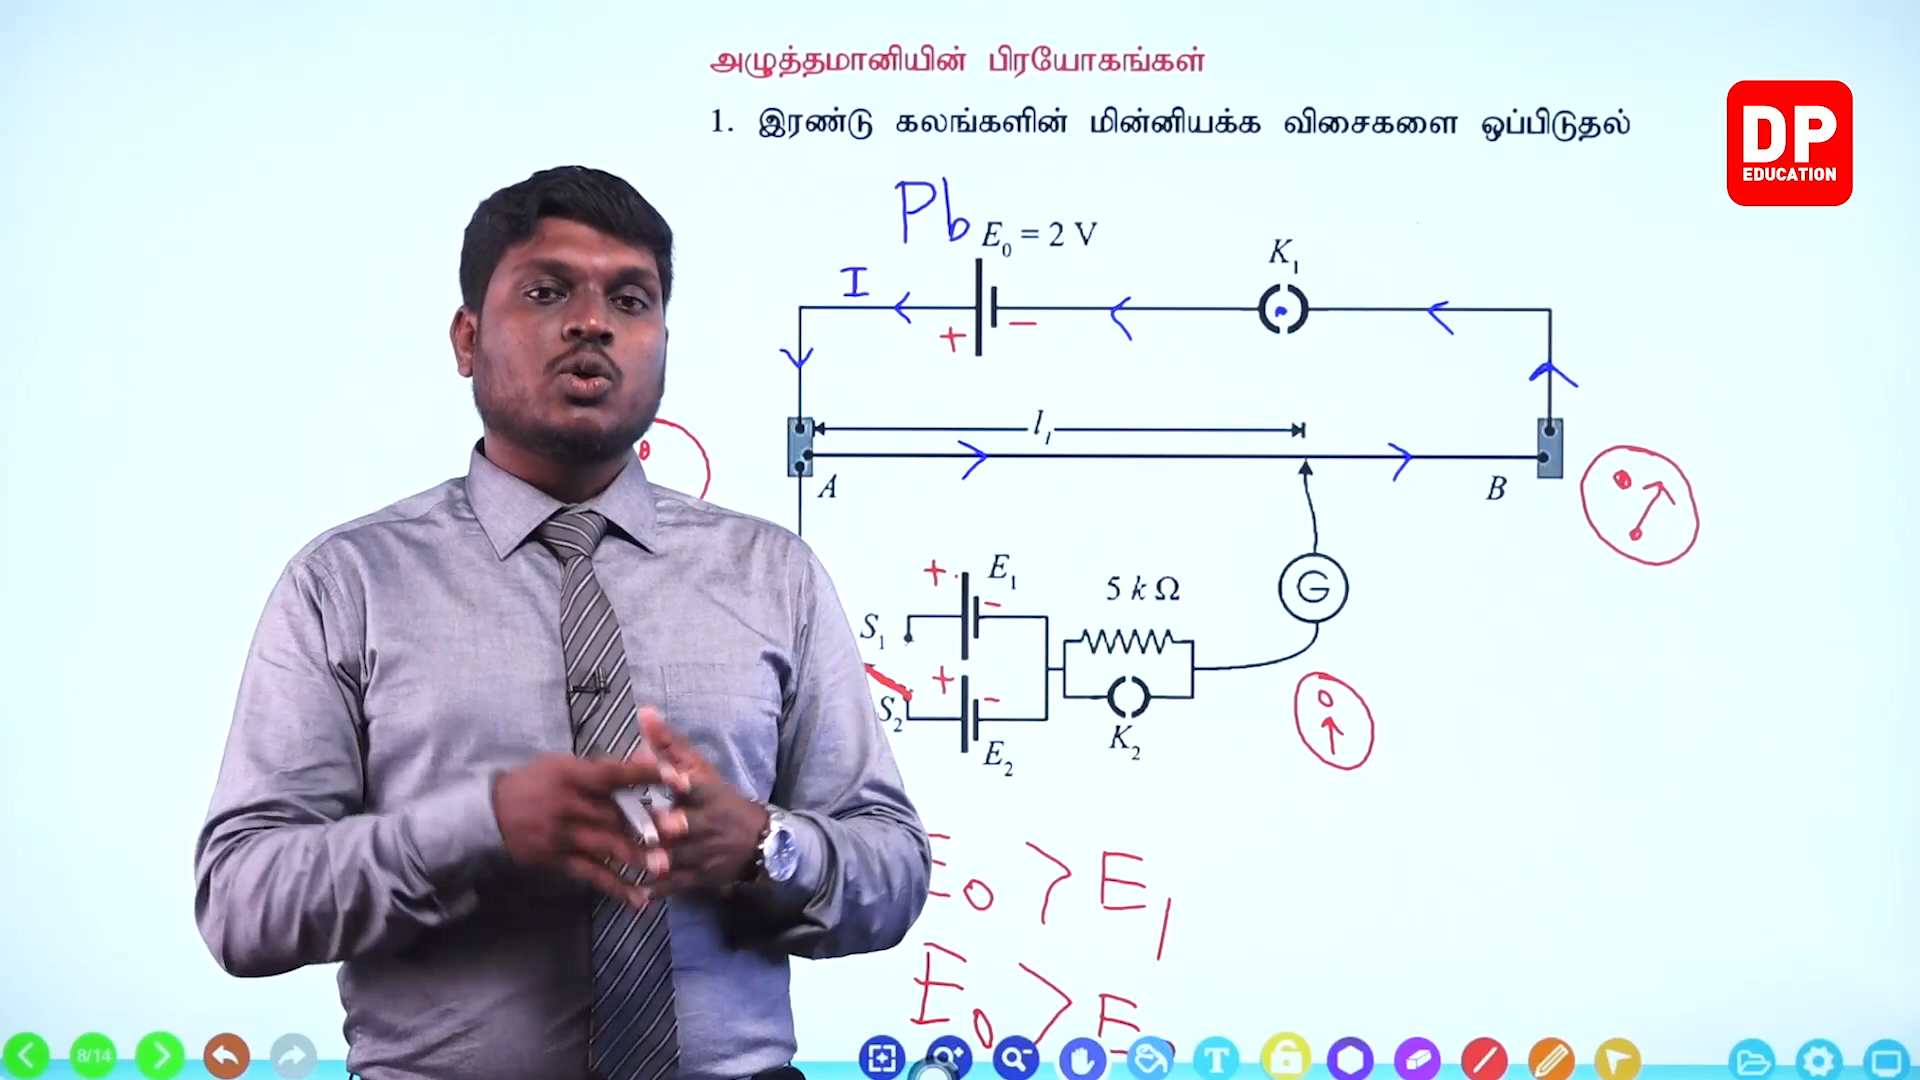 அழுத்தமானியின் பிரயோகங்கள்
1. இரண்டு கலங்களின் மின்னியக்க விசைகளை ஒப்பிடுதல்
DP
EDUCATION
Pb
E₀ = 2 V
K₁
I
+ −
l₁
A
B
+ E₁ −
5 k Ω
G
S₁
+ −
S₂
K₂
E₂
E₀ > E₁
E₀ > E
8/14
T